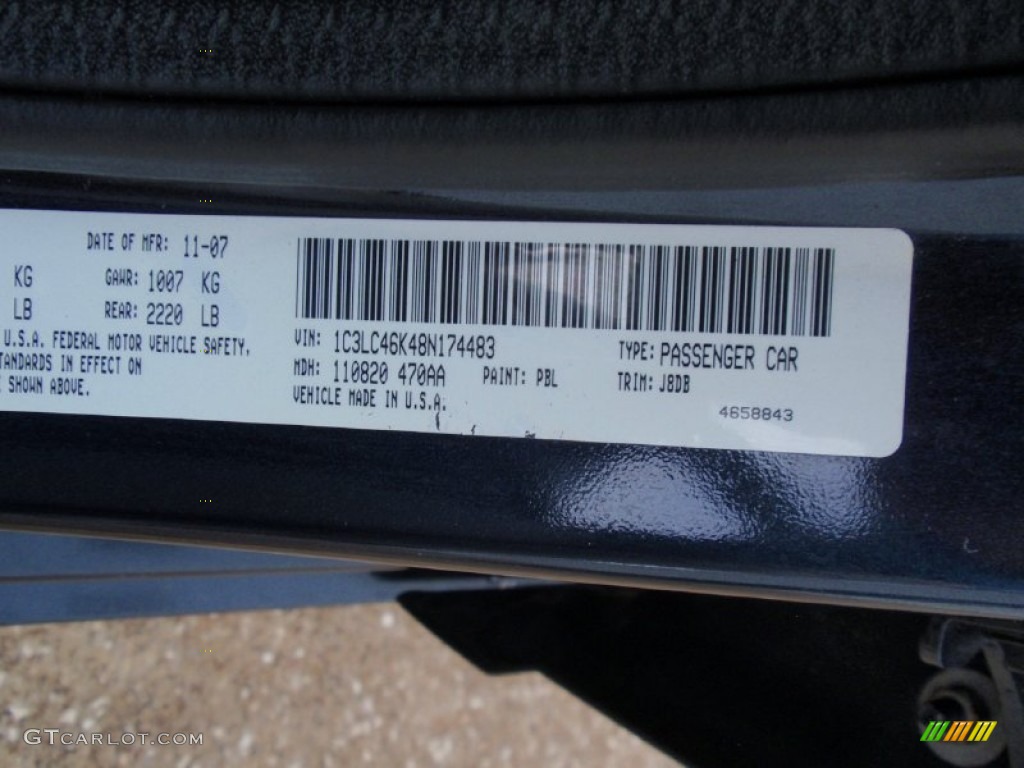 DATE OF MFR: 11-07
KG GAWR: 1007 KG
LB REAR: 2220 LB
U.S.A. FEDERAL MOTOR VEHICLE SAFETY.
TANDARDS IN EFFECT ON
SHOWN ABOVE.
VIN: 1C3LC46K48N174483 TYPE: PASSENGER CAR
MDH: 110820 470AA PAINT: PBL TRIM: J8DB
VEHICLE MADE IN U.S.A.
4658843
GTCARLOT.COM